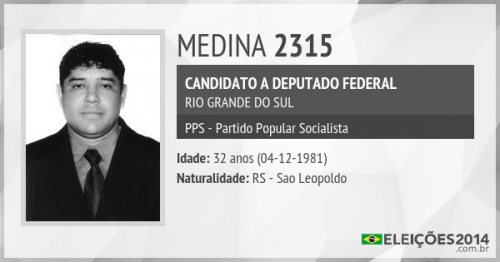 MEDINA 2315
CANDIDATO A DEPUTADO FEDERAL
RIO GRANDE DO SUL
PPS - Partido Popular Socialista
Idade: 32 anos (04-12-1981)
Naturalidade: RS - Sao Leopoldo
ELEIÇÕES2014
.com.br